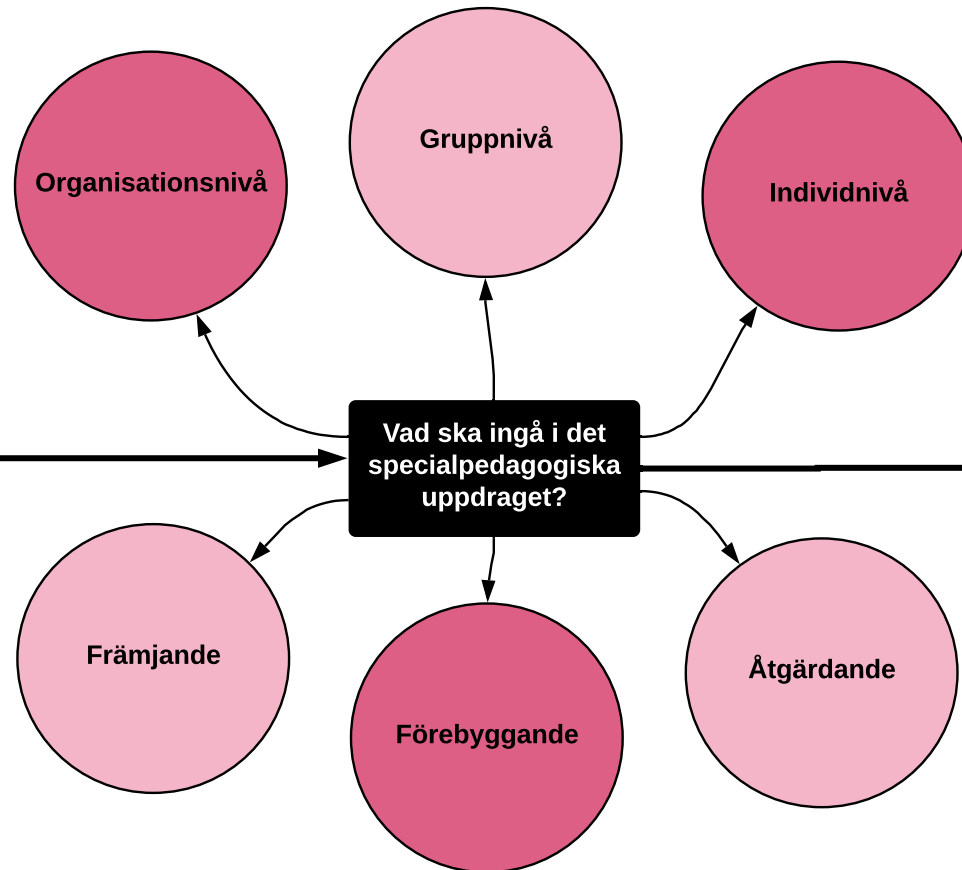 Organisationsnivå
Gruppnivå
Individnivå
Vad ska ingå i det
specialpedagogiska
uppdraget?
Främjande
Förebyggande
Åtgärdande